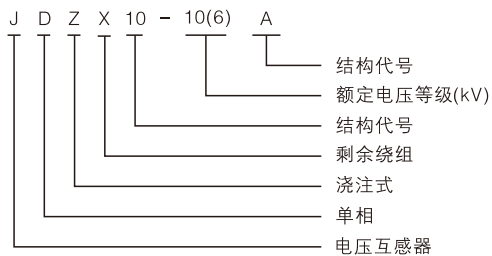 J D Z X 10 - 10(6) A
结构代号
额定电压等级(kV)
结构代号
剩余绕组
浇注式
单相
电压互感器